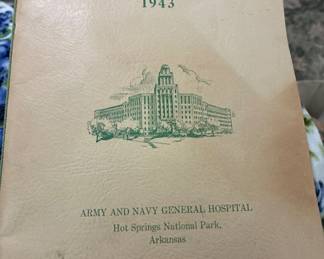 1943
ARMY AND NAVY GENERAL HOSPITAL
Hot Springs National Park,
Arkansas